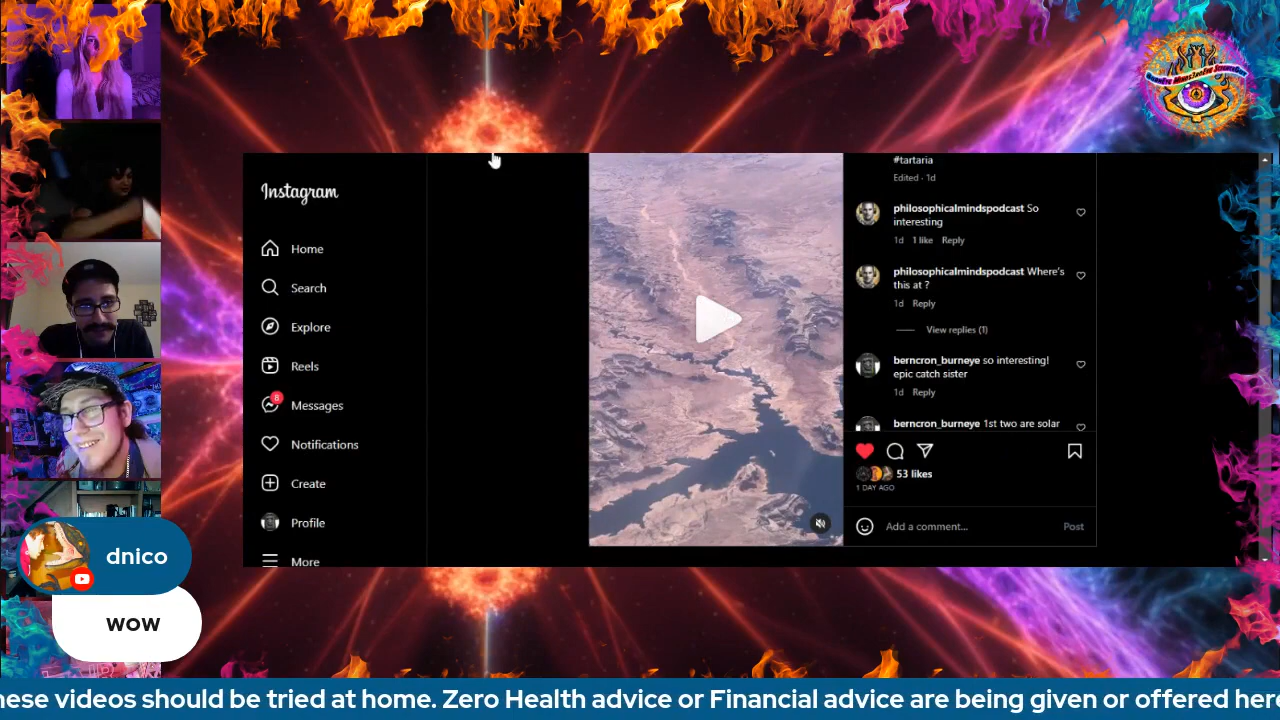 #tartaria
Edited · 1d
Instagram
philosophicalmindspodcast So
interesting
1d 1 like Reply
Home
philosophicalmindspodcast Where's
this at ?
Search
1d Reply
Explore
View replies (1)
Reels
berncron_burneye so interesting!
epic catch sister
1d Reply
8
Messages
berncron_burneye 1st two are solar
Notifications
53 likes
1 DAY AGO
Create
Profile
Add a comment... Post
More
dnico
wow
hese videos should be tried at home. Zero Health advice or Financial advice are being given or offered here